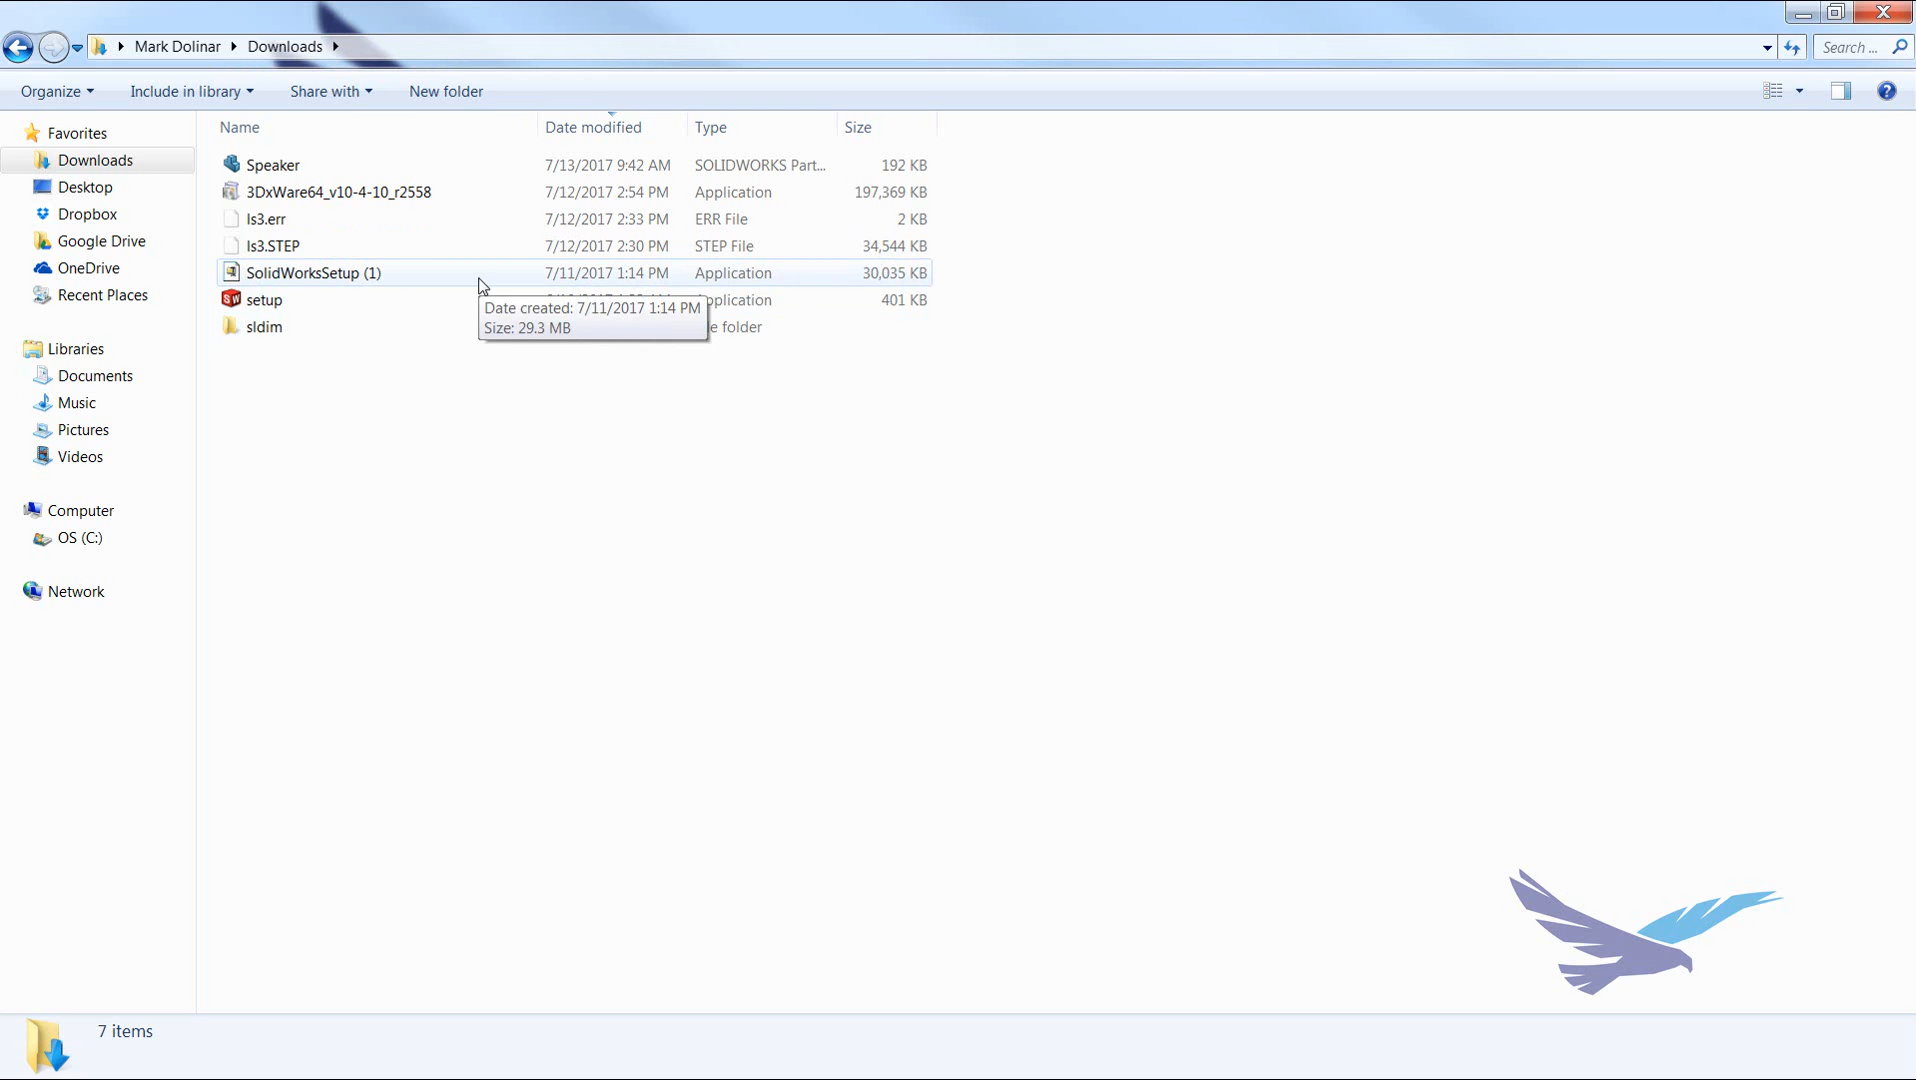 Mark Dolinar Downloads
Search ...
Organize Include in library Share with New folder
Name Date modified Type Size
Favorites
Downloads
Desktop
Dropbox
Google Drive
OneDrive
Recent Places
Libraries
Documents
Music
Pictures
Videos
Computer
OS (C:)
Network
Speaker 7/13/2017 9:42 AM SOLIDWORKS Part... 192 KB
3DxWare64_v10-4-10_r2558 7/12/2017 2:54 PM Application 197,369 KB
ls3.err 7/12/2017 2:33 PM ERR File 2 KB
ls3.STEP 7/12/2017 2:30 PM STEP File 34,544 KB
SolidWorksSetup (1) 7/11/2017 1:14 PM Application 30,035 KB
setup pplication 401 KB
sldim e folder
Date created: 7/11/2017 1:14 PM
Size: 29.3 MB
7 items